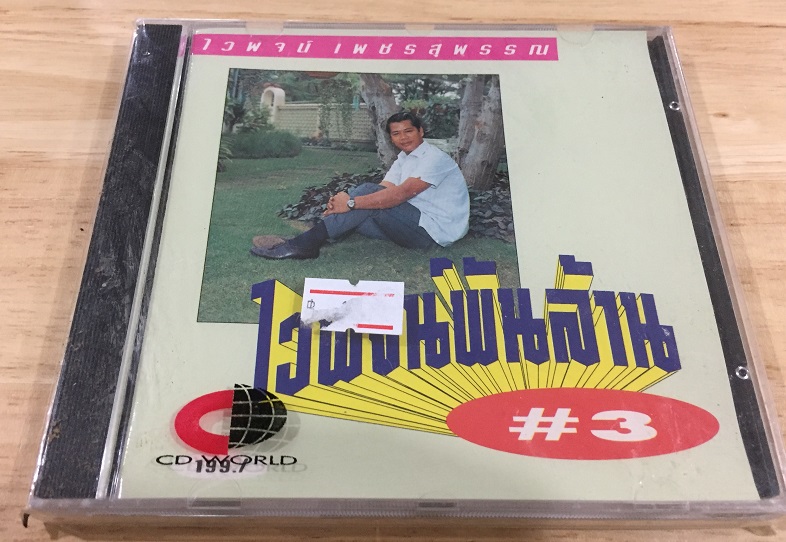 ไวพจน์ เพชรสุพรรณ
ไวพจน์พันล้าน
#3
CD WORLD
199.7